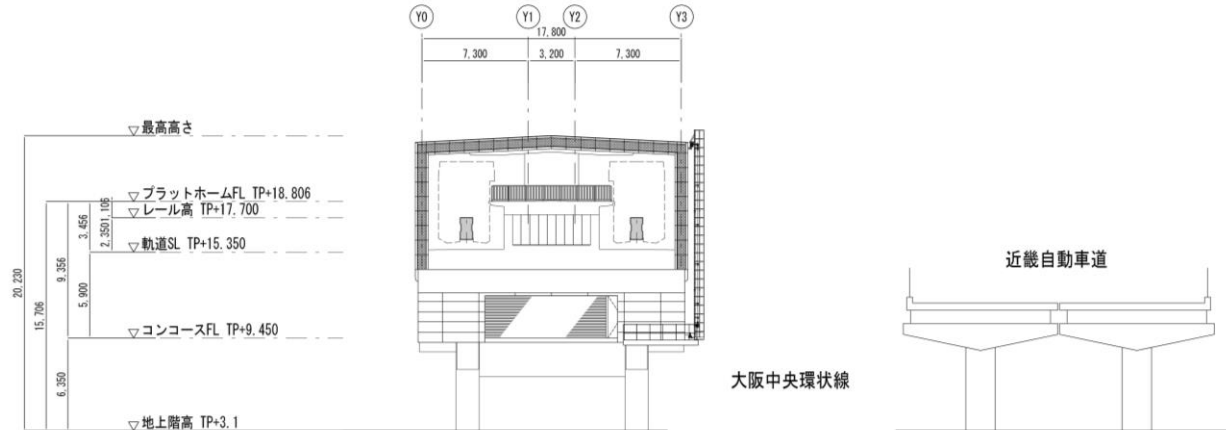 Y0 Y1 Y2 Y3
17,800
7,300 3,200 7,300
最高高さ
プラットホームFL TP+18.806
レール高 TP+17.700
軌道SL TP+15.350
近畿自動車道
コンコースFL TP+9.450
大阪中央環状線
地上階高 TP+3.1
20,230
15,706
9,356
6,350
3,456
5,900
2,350
1,106